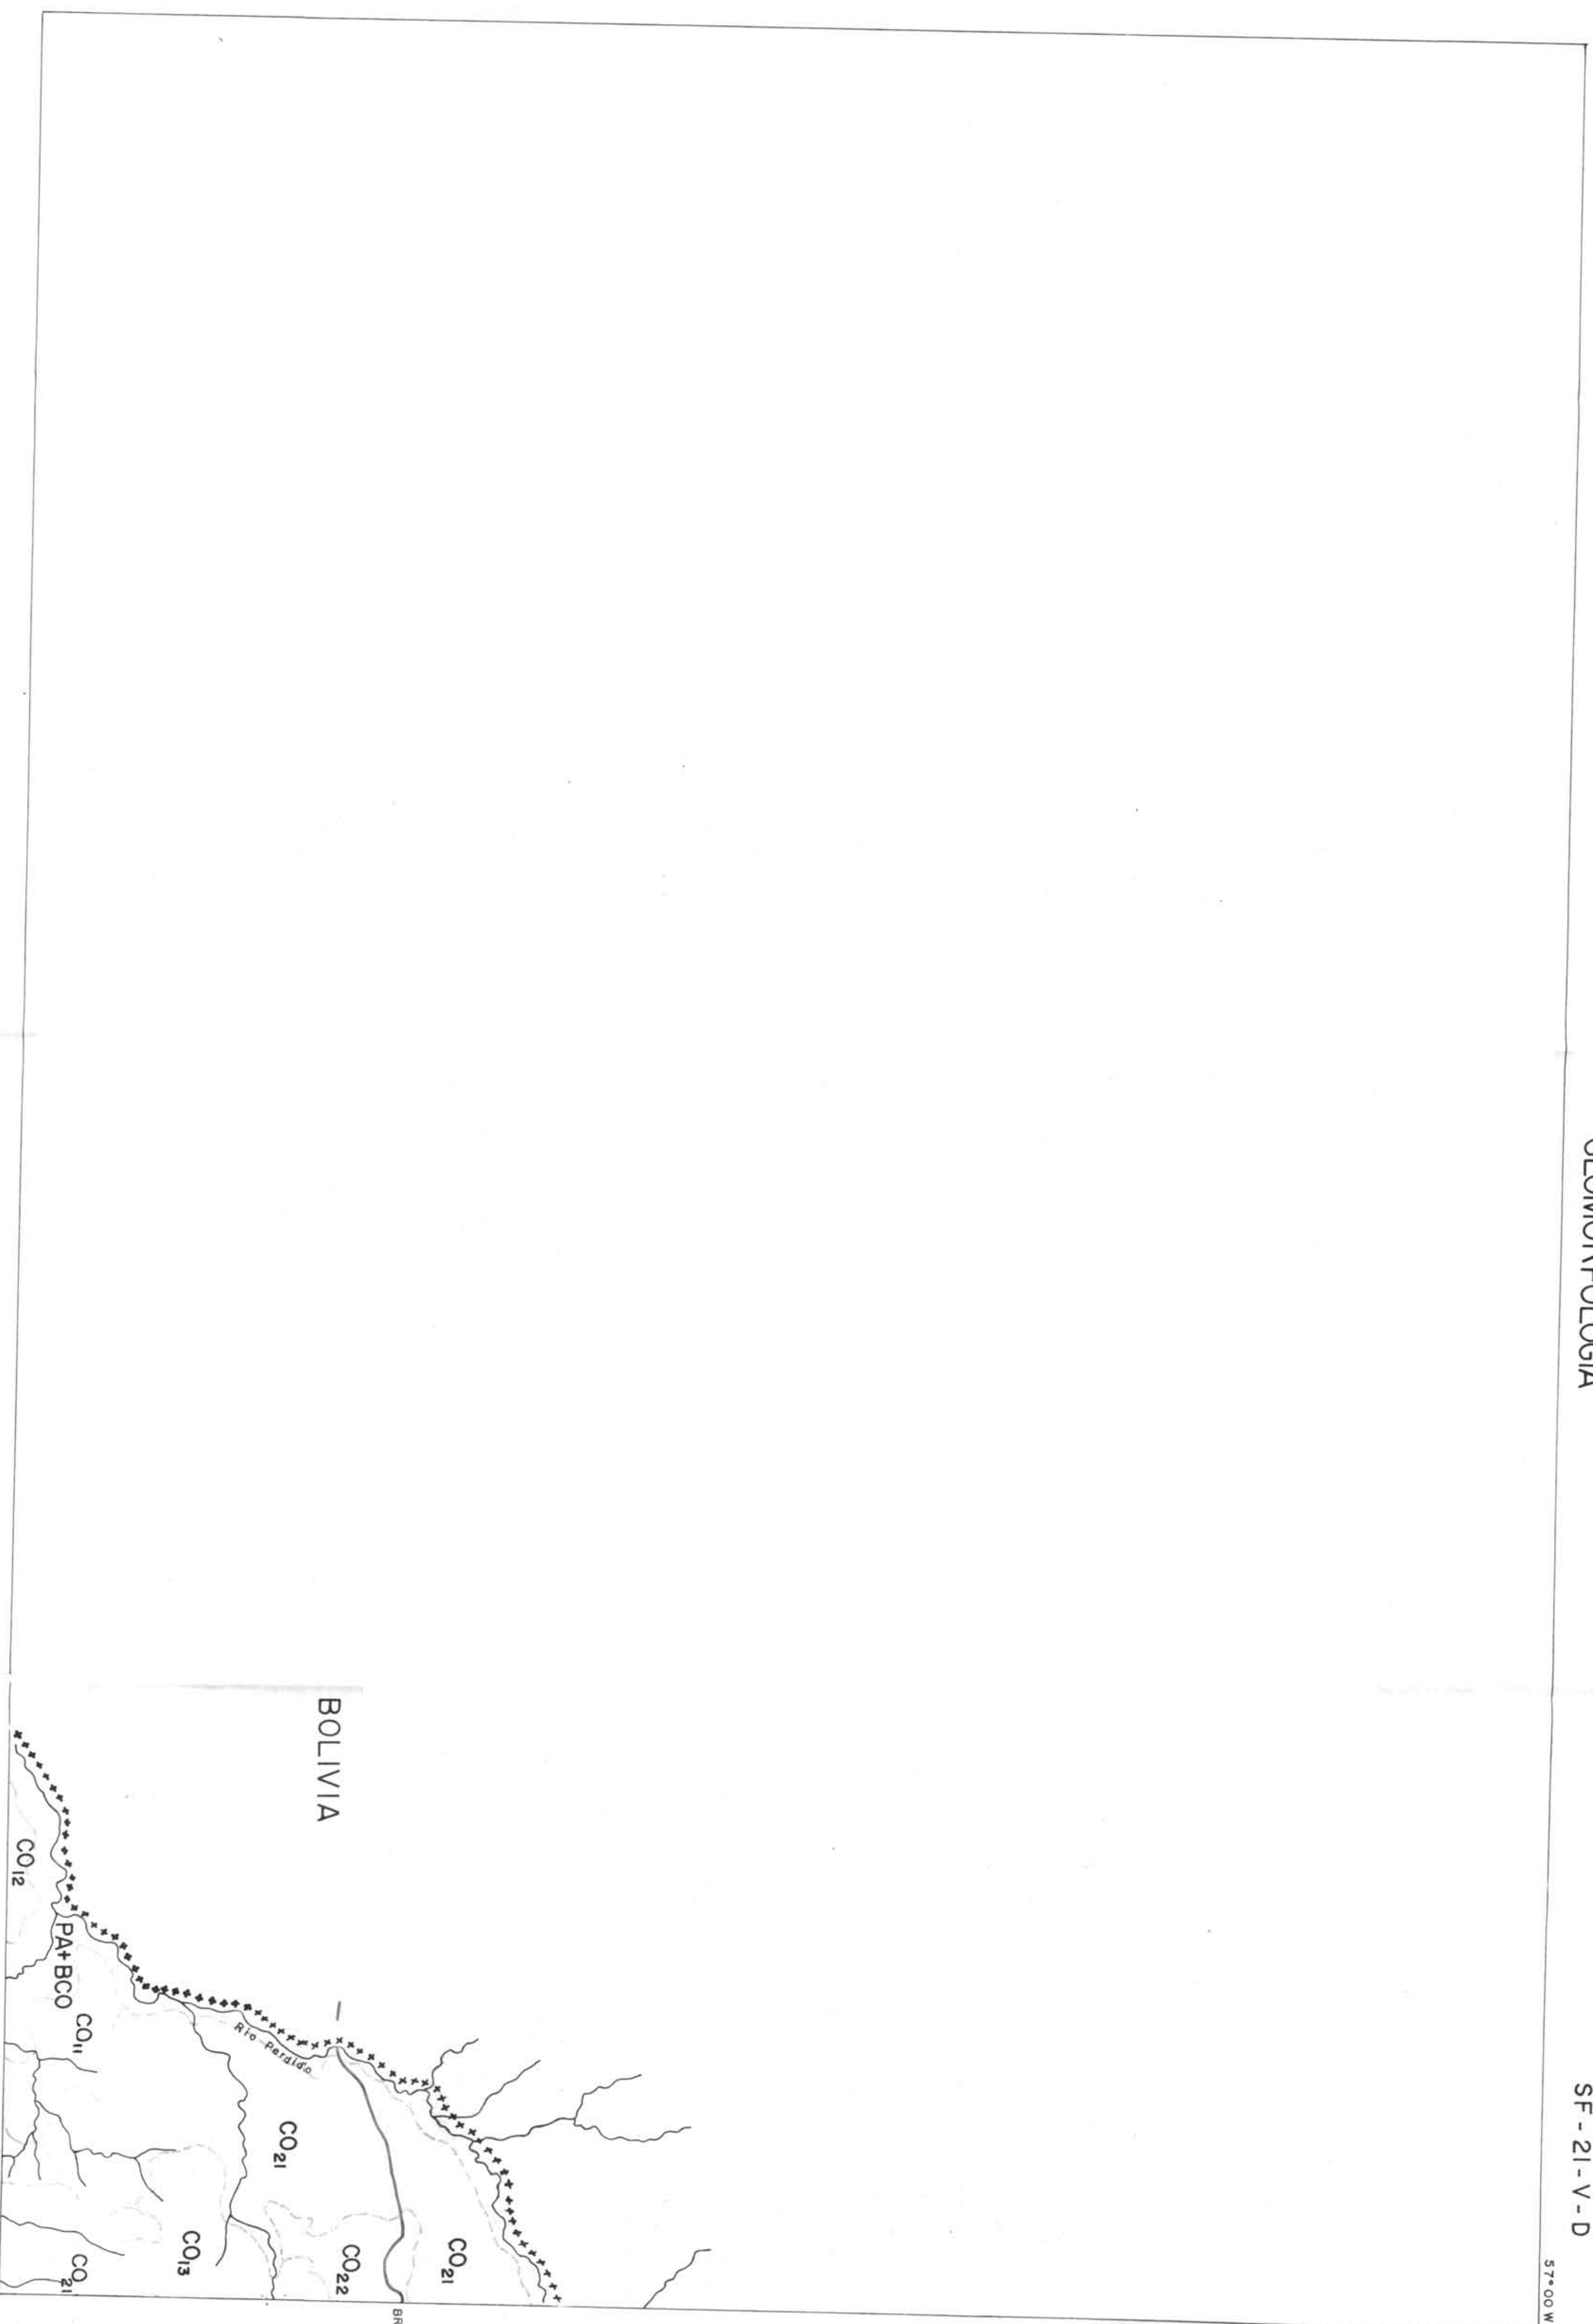 GEOMORFOLOGIA
SF-21-V-D
57°00'W
BOLIVIA
CO21
CO22
BR
CO21
Rio Perdido
CO13
CO11
PA+BCO
CO21
CO12